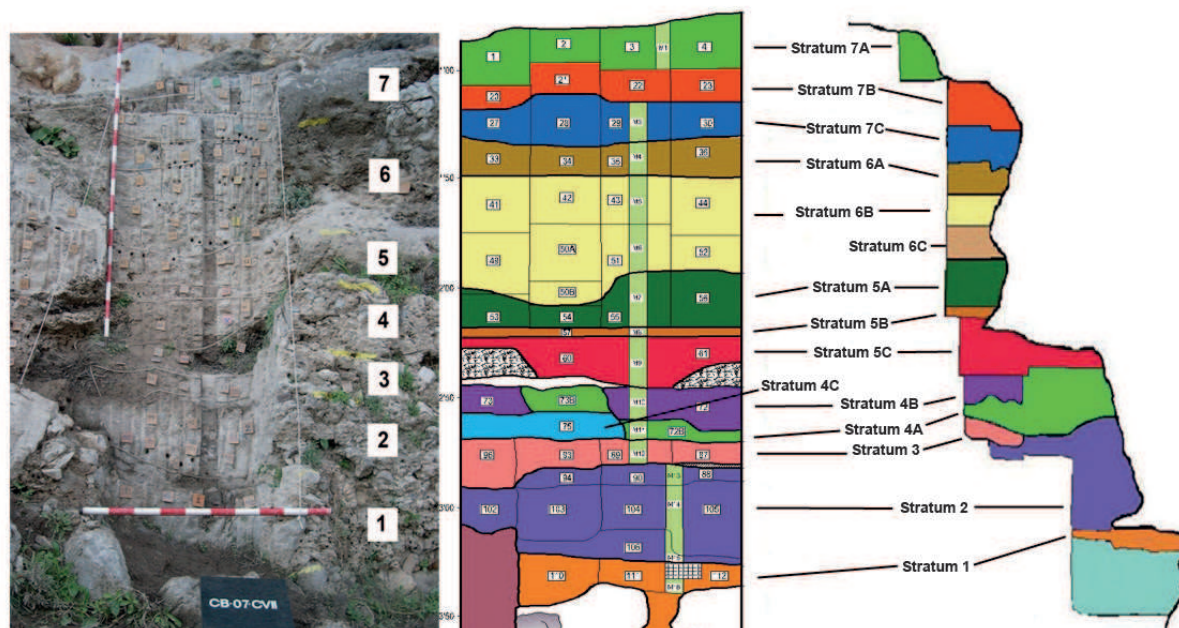 7
6
5
4
3
2
1
CB-07-CVII
1'00
1'50
2'00
2'50
3'00
3'50
1 2 3 4
22 23
27 28 29 30
33 34 35 36
42 43
41 44
50A
48 51 52
50B
53 54 55 56
57
60 61
73 73B 72
75 72B
96 93 89 87
94 90 88
102 103 104 105
106
Stratum 7A
Stratum 7B
Stratum 7C
Stratum 6A
Stratum 6B
Stratum 6C
Stratum 5A
Stratum 5B
Stratum 5C
Stratum 4C
Stratum 4B
Stratum 4A
Stratum 3
Stratum 2
Stratum 1